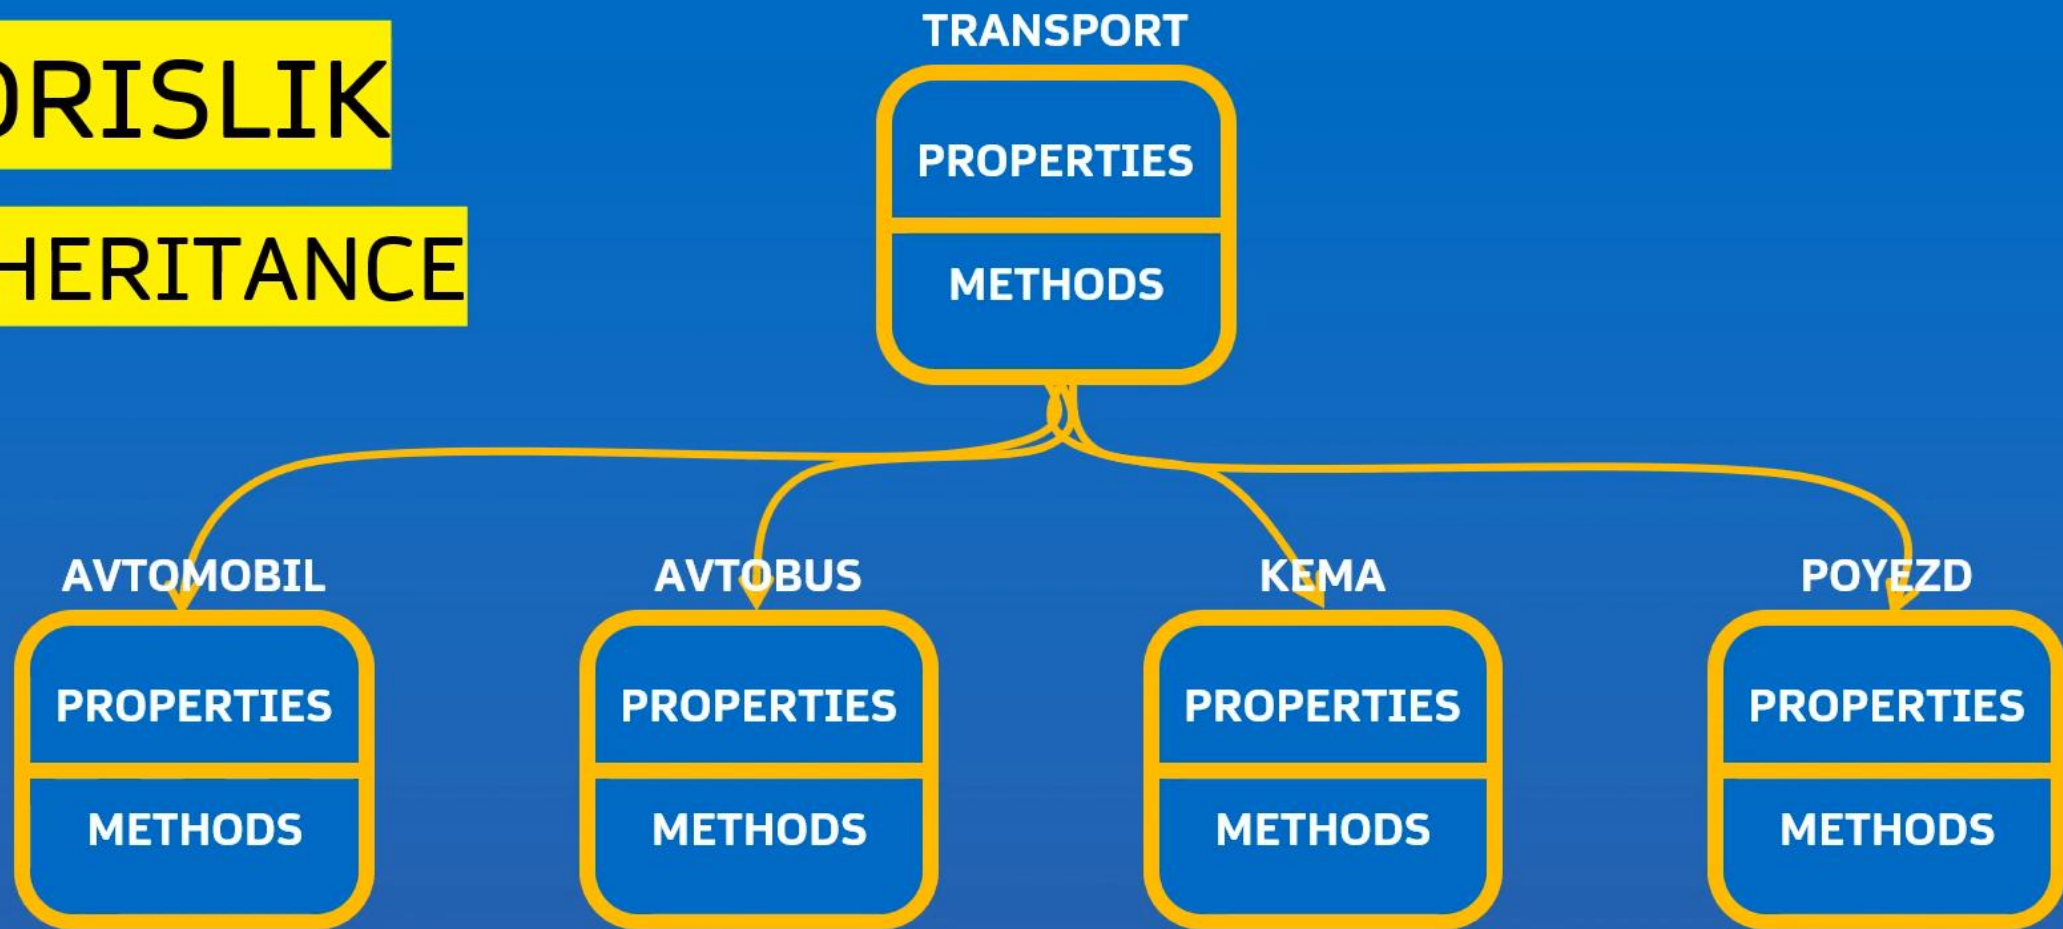 ORISLIK
HERITANCE
TRANSPORT
PROPERTIES
METHODS
AVTOMOBIL
PROPERTIES
METHODS
AVTOBUS
PROPERTIES
METHODS
KEMA
PROPERTIES
METHODS
POYEZD
PROPERTIES
METHODS